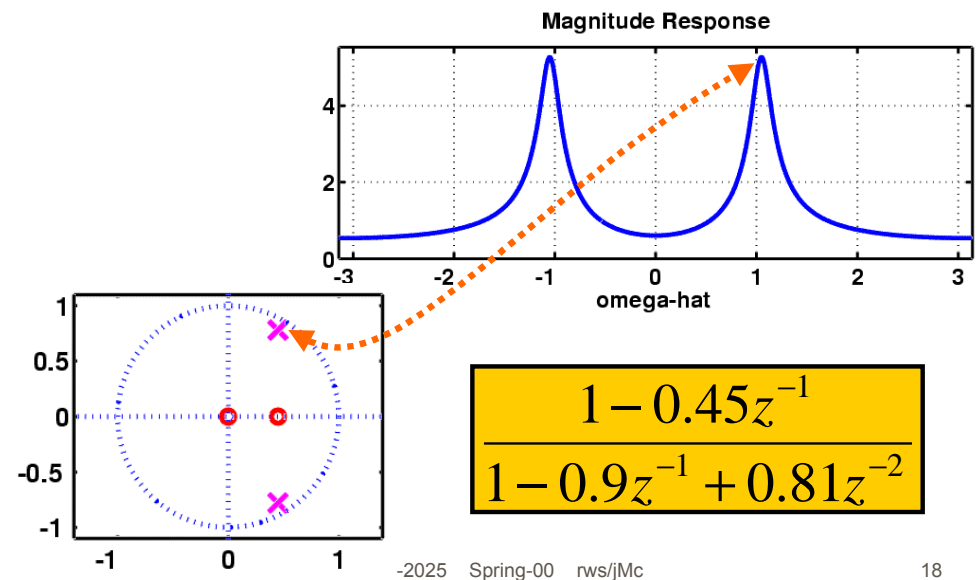 Magnitude Response
4
2
0
-3 -2 -1 0 1 2 3
omega-hat
1
0.5
0
-0.5
-1
-1 0 1
1 − 0.45z⁻¹
1 − 0.9z⁻¹ + 0.81z⁻²
-2025 Spring-00 rws/jMc 18